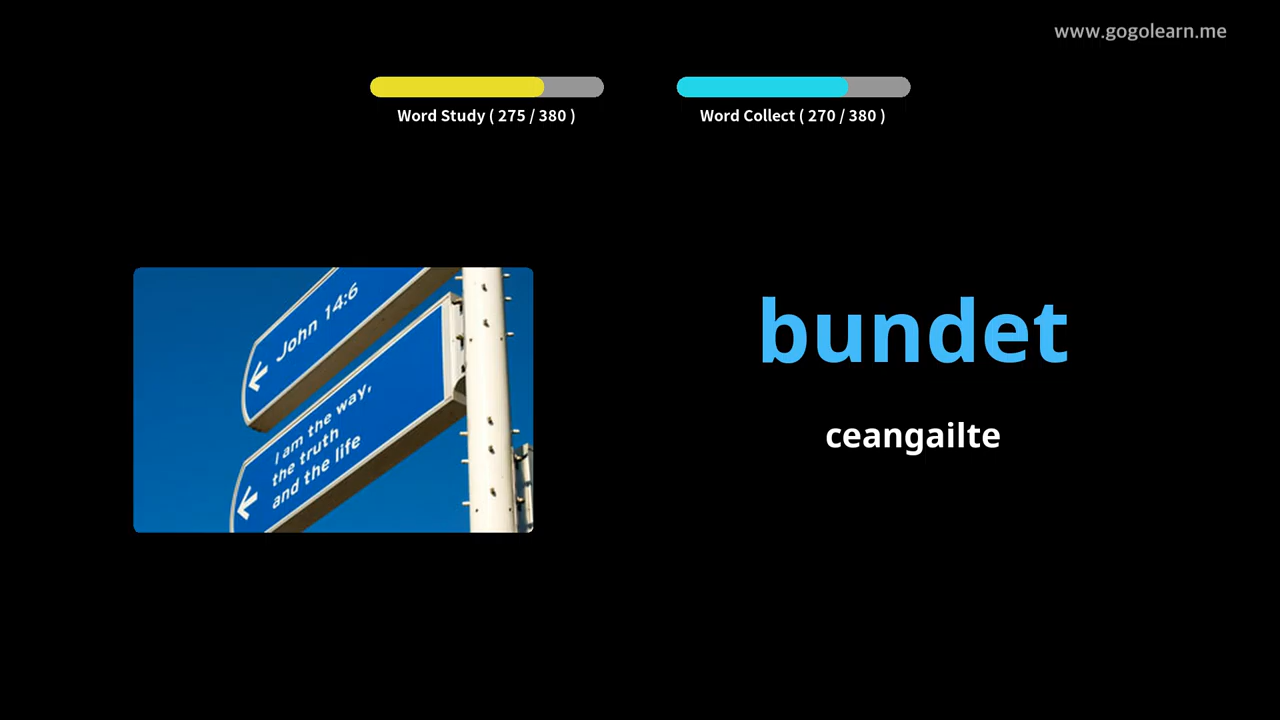 www.gogolearn.me
Word Study ( 275 / 380 )
Word Collect ( 270 / 380 )
John 14:6
I am the way,
the truth
and the life
bundet
ceangailte